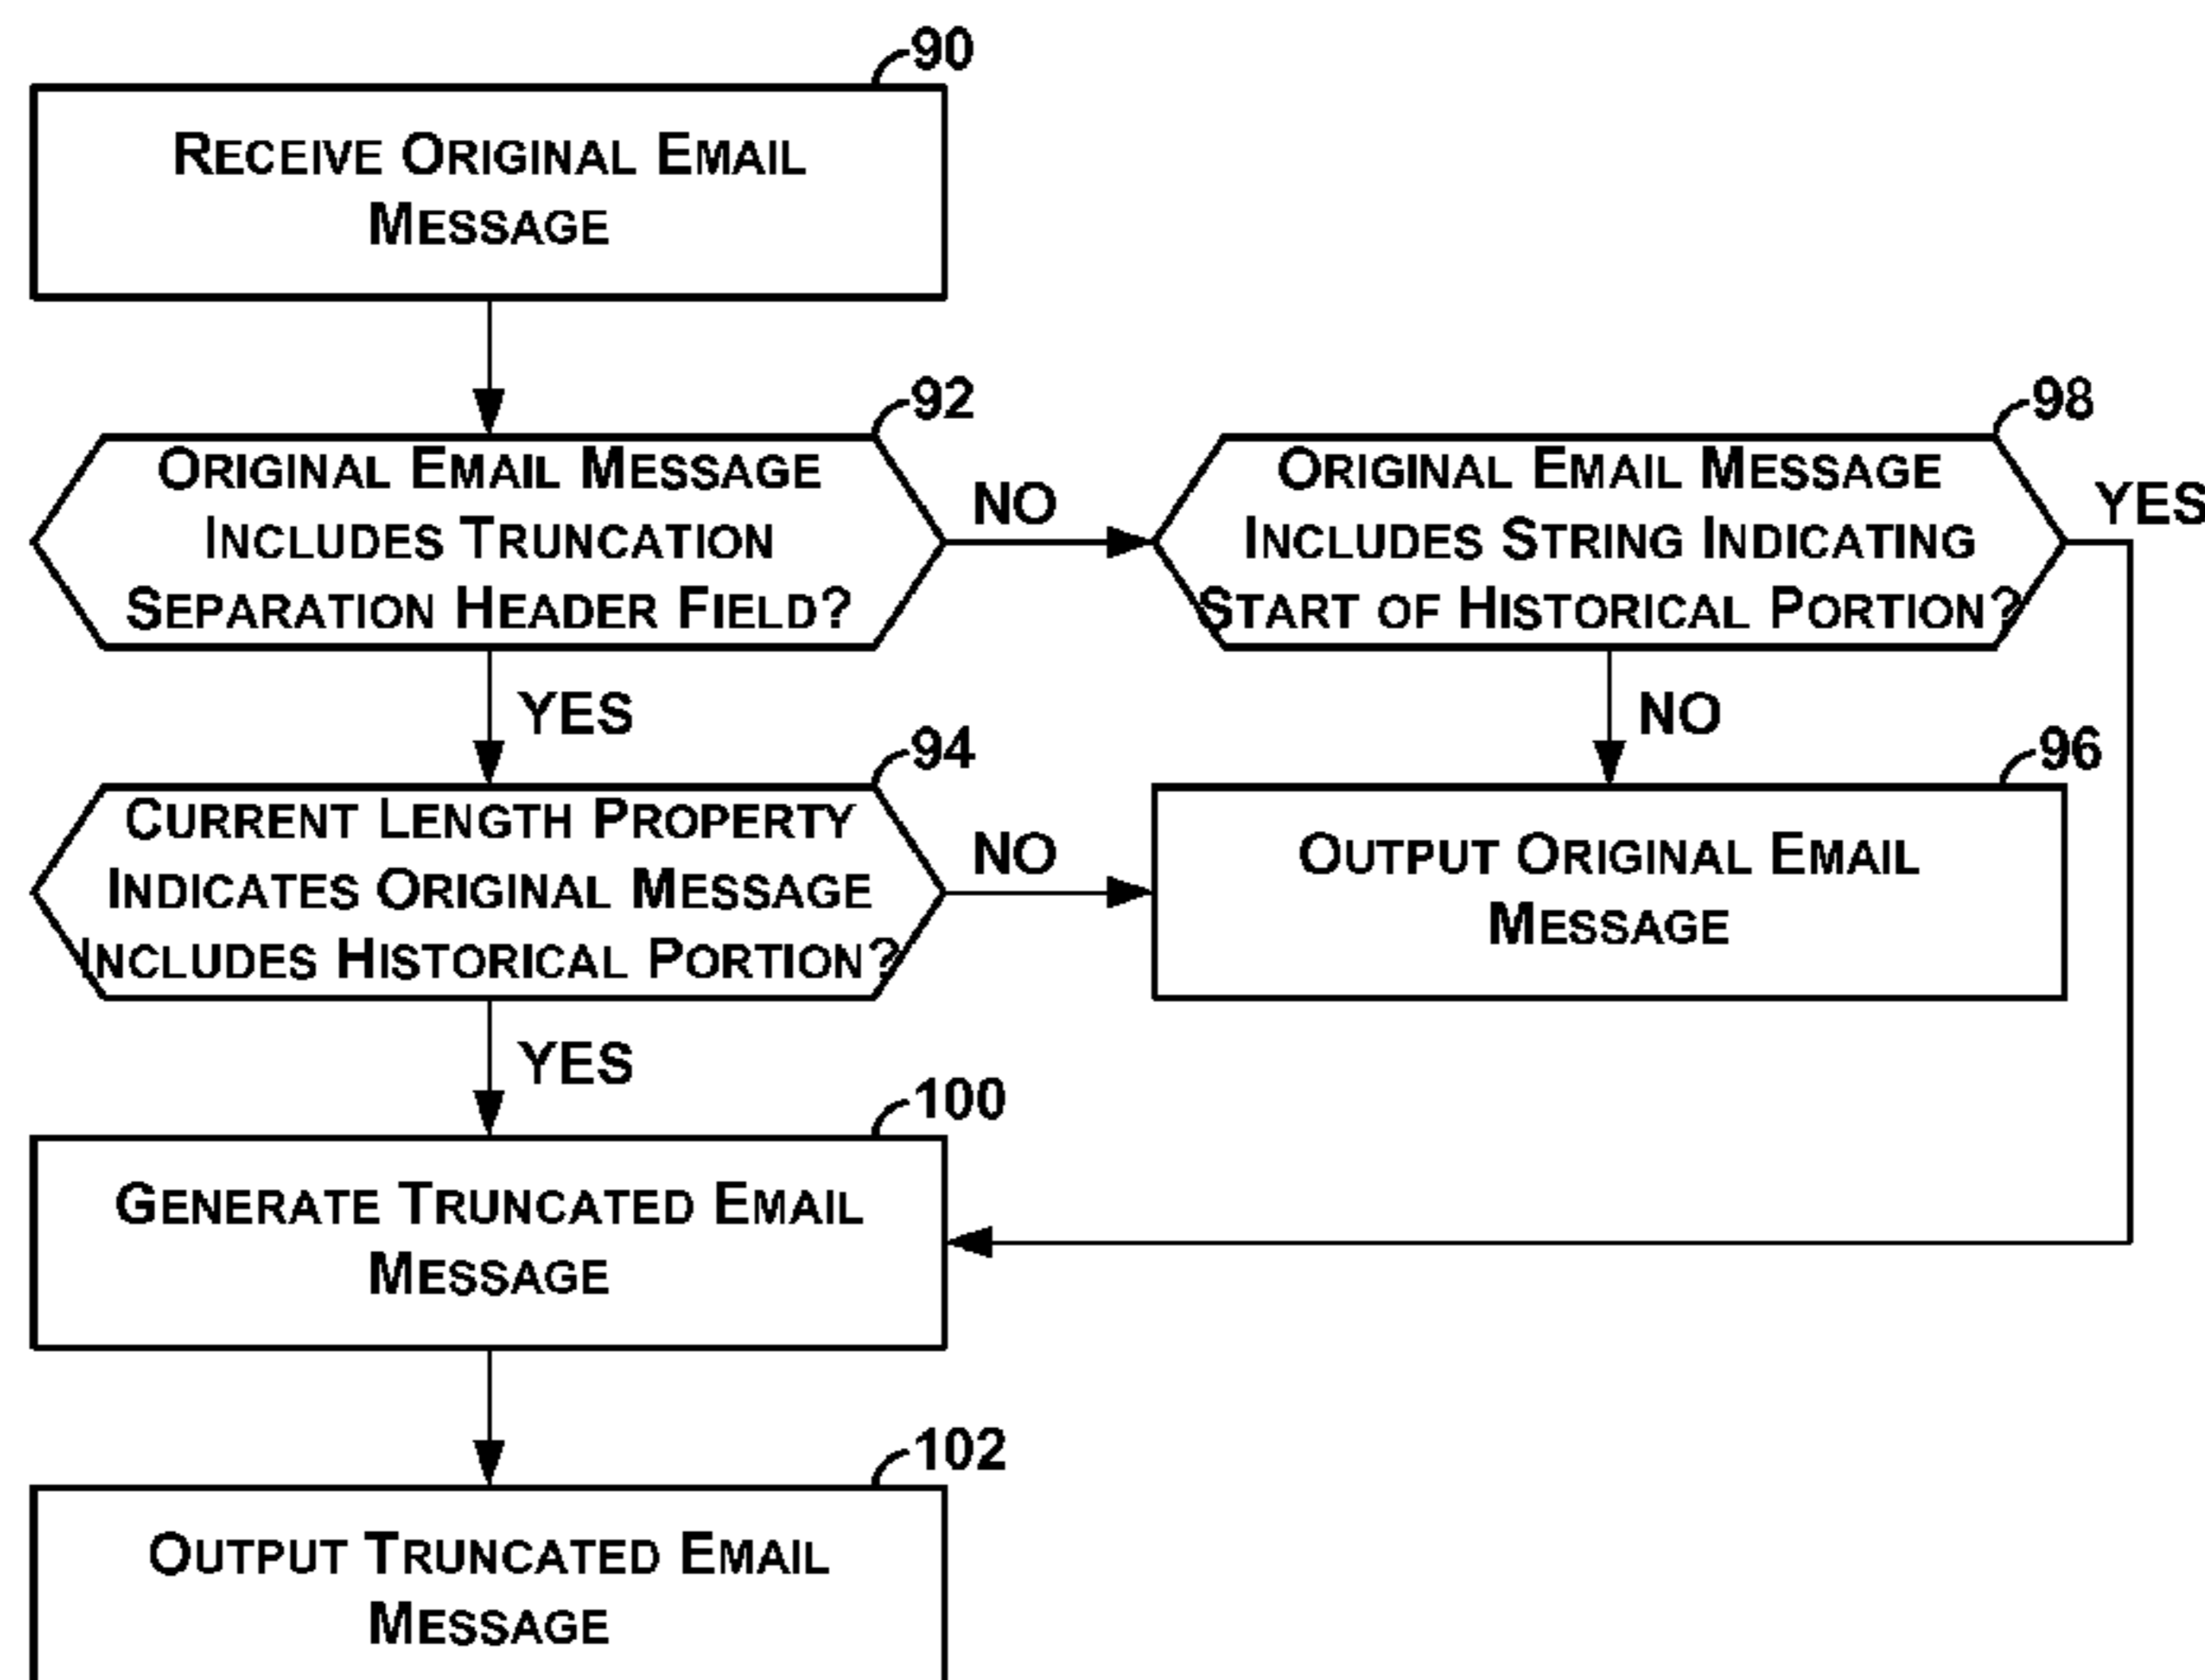 90
RECEIVE ORIGINAL EMAIL
MESSAGE
92
ORIGINAL EMAIL MESSAGE
INCLUDES TRUNCATION
SEPARATION HEADER FIELD?
NO
98
ORIGINAL EMAIL MESSAGE
INCLUDES STRING INDICATING
START OF HISTORICAL PORTION?
YES
YES
NO
94
CURRENT LENGTH PROPERTY
INDICATES ORIGINAL MESSAGE
INCLUDES HISTORICAL PORTION?
NO
96
OUTPUT ORIGINAL EMAIL
MESSAGE
YES
100
GENERATE TRUNCATED EMAIL
MESSAGE
102
OUTPUT TRUNCATED EMAIL
MESSAGE